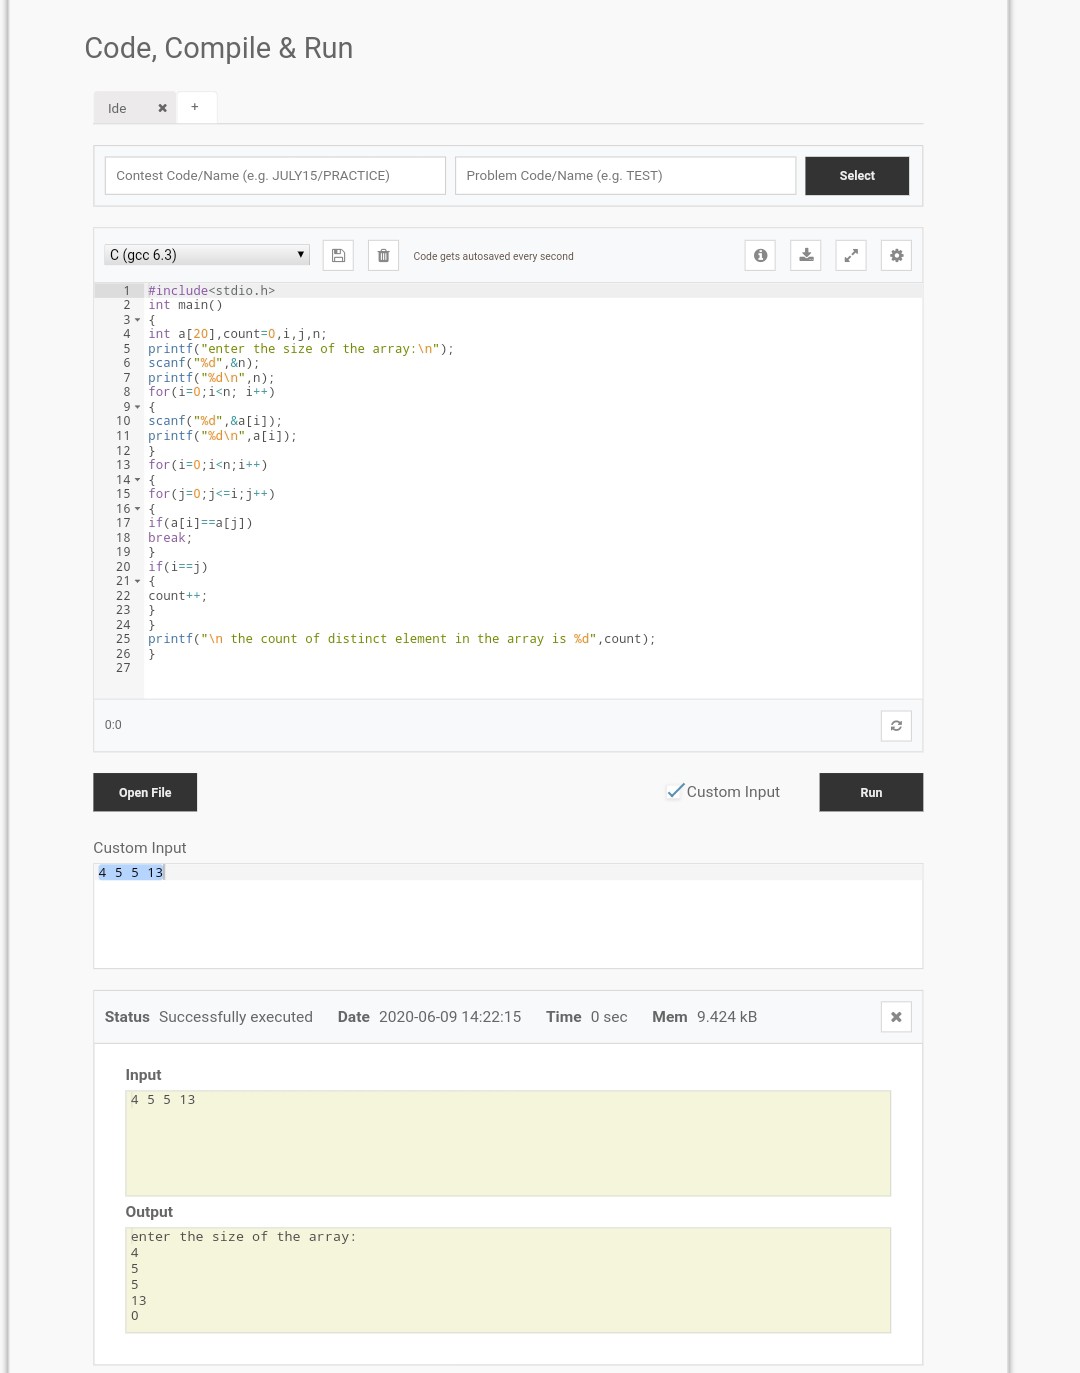 Code, Compile & Run
Ide ✖ +
Contest Code/Name (e.g. JULY15/PRACTICE) Problem Code/Name (e.g. TEST) Select
C (gcc 6.3) Code gets autosaved every second
1 #include<stdio.h>
2 int main()
3 {
4 int a[20],count=0,i,j,n;
5 printf("enter the size of the array:\n");
6 scanf("%d",&n);
7 printf("%d\n",n);
8 for(i=0;i<n; i++)
9 {
10 scanf("%d",&a[i]);
11 printf("%d\n",a[i]);
12 }
13 for(i=0;i<n;i++)
14 {
15 for(j=0;j<=i;j++)
16 {
17 if(a[i]==a[j])
18 break;
19 }
20 if(i==j)
21 {
22 count++;
23 }
24 }
25 printf("\n the count of distinct element in the array is %d",count);
26 }
27
0:0
Open File Custom Input Run
Custom Input
4 5 5 13
Status Successfully executed Date 2020-06-09 14:22:15 Time 0 sec Mem 9.424 kB
Input
4 5 5 13
Output
enter the size of the array:
4
5
5
13
0